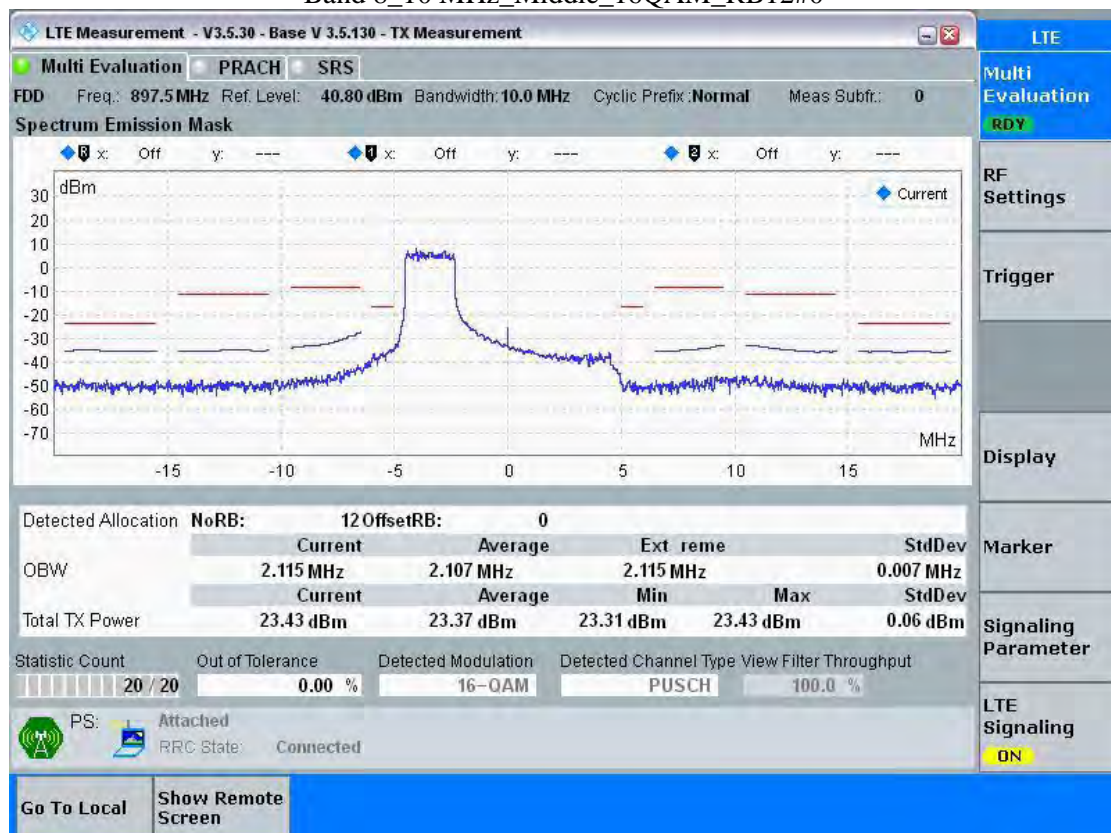 Band 8_10 MHz_Middle_16QAM_RB12#0
LTE Measurement - V3.5.30 - Base V 3.5.130 - TX Measurement
LTE
Multi Evaluation PRACH SRS
Multi
Evaluation
RDY
FDD Freq.: 897.5 MHz Ref. Level: 40.80 dBm Bandwidth: 10.0 MHz Cyclic Prefix : Normal Meas Subfr.: 0
Spectrum Emission Mask
R x: Off y: --- 1 x: Off y: --- 2 x: Off y: ---
dBm
Current
30
20
10
0
-10
-20
-30
-40
-50
-60
-70
MHz
-15 -10 -5 0 5 10 15
RF
Settings
Trigger
Display
Marker
Signaling
Parameter
LTE
Signaling
ON
Detected Allocation NoRB: 12 OffsetRB: 0
Current Average Ext reme StdDev
OBW 2.115 MHz 2.107 MHz 2.115 MHz 0.007 MHz
Current Average Min Max StdDev
Total TX Power 23.43 dBm 23.37 dBm 23.31 dBm 23.43 dBm 0.06 dBm
Statistic Count Out of Tolerance Detected Modulation Detected Channel Type View Filter Throughput
20 / 20 0.00 % 16-QAM PUSCH 100.0 %
PS: Attached
RRC State: Connected
Go To Local
Show Remote
Screen